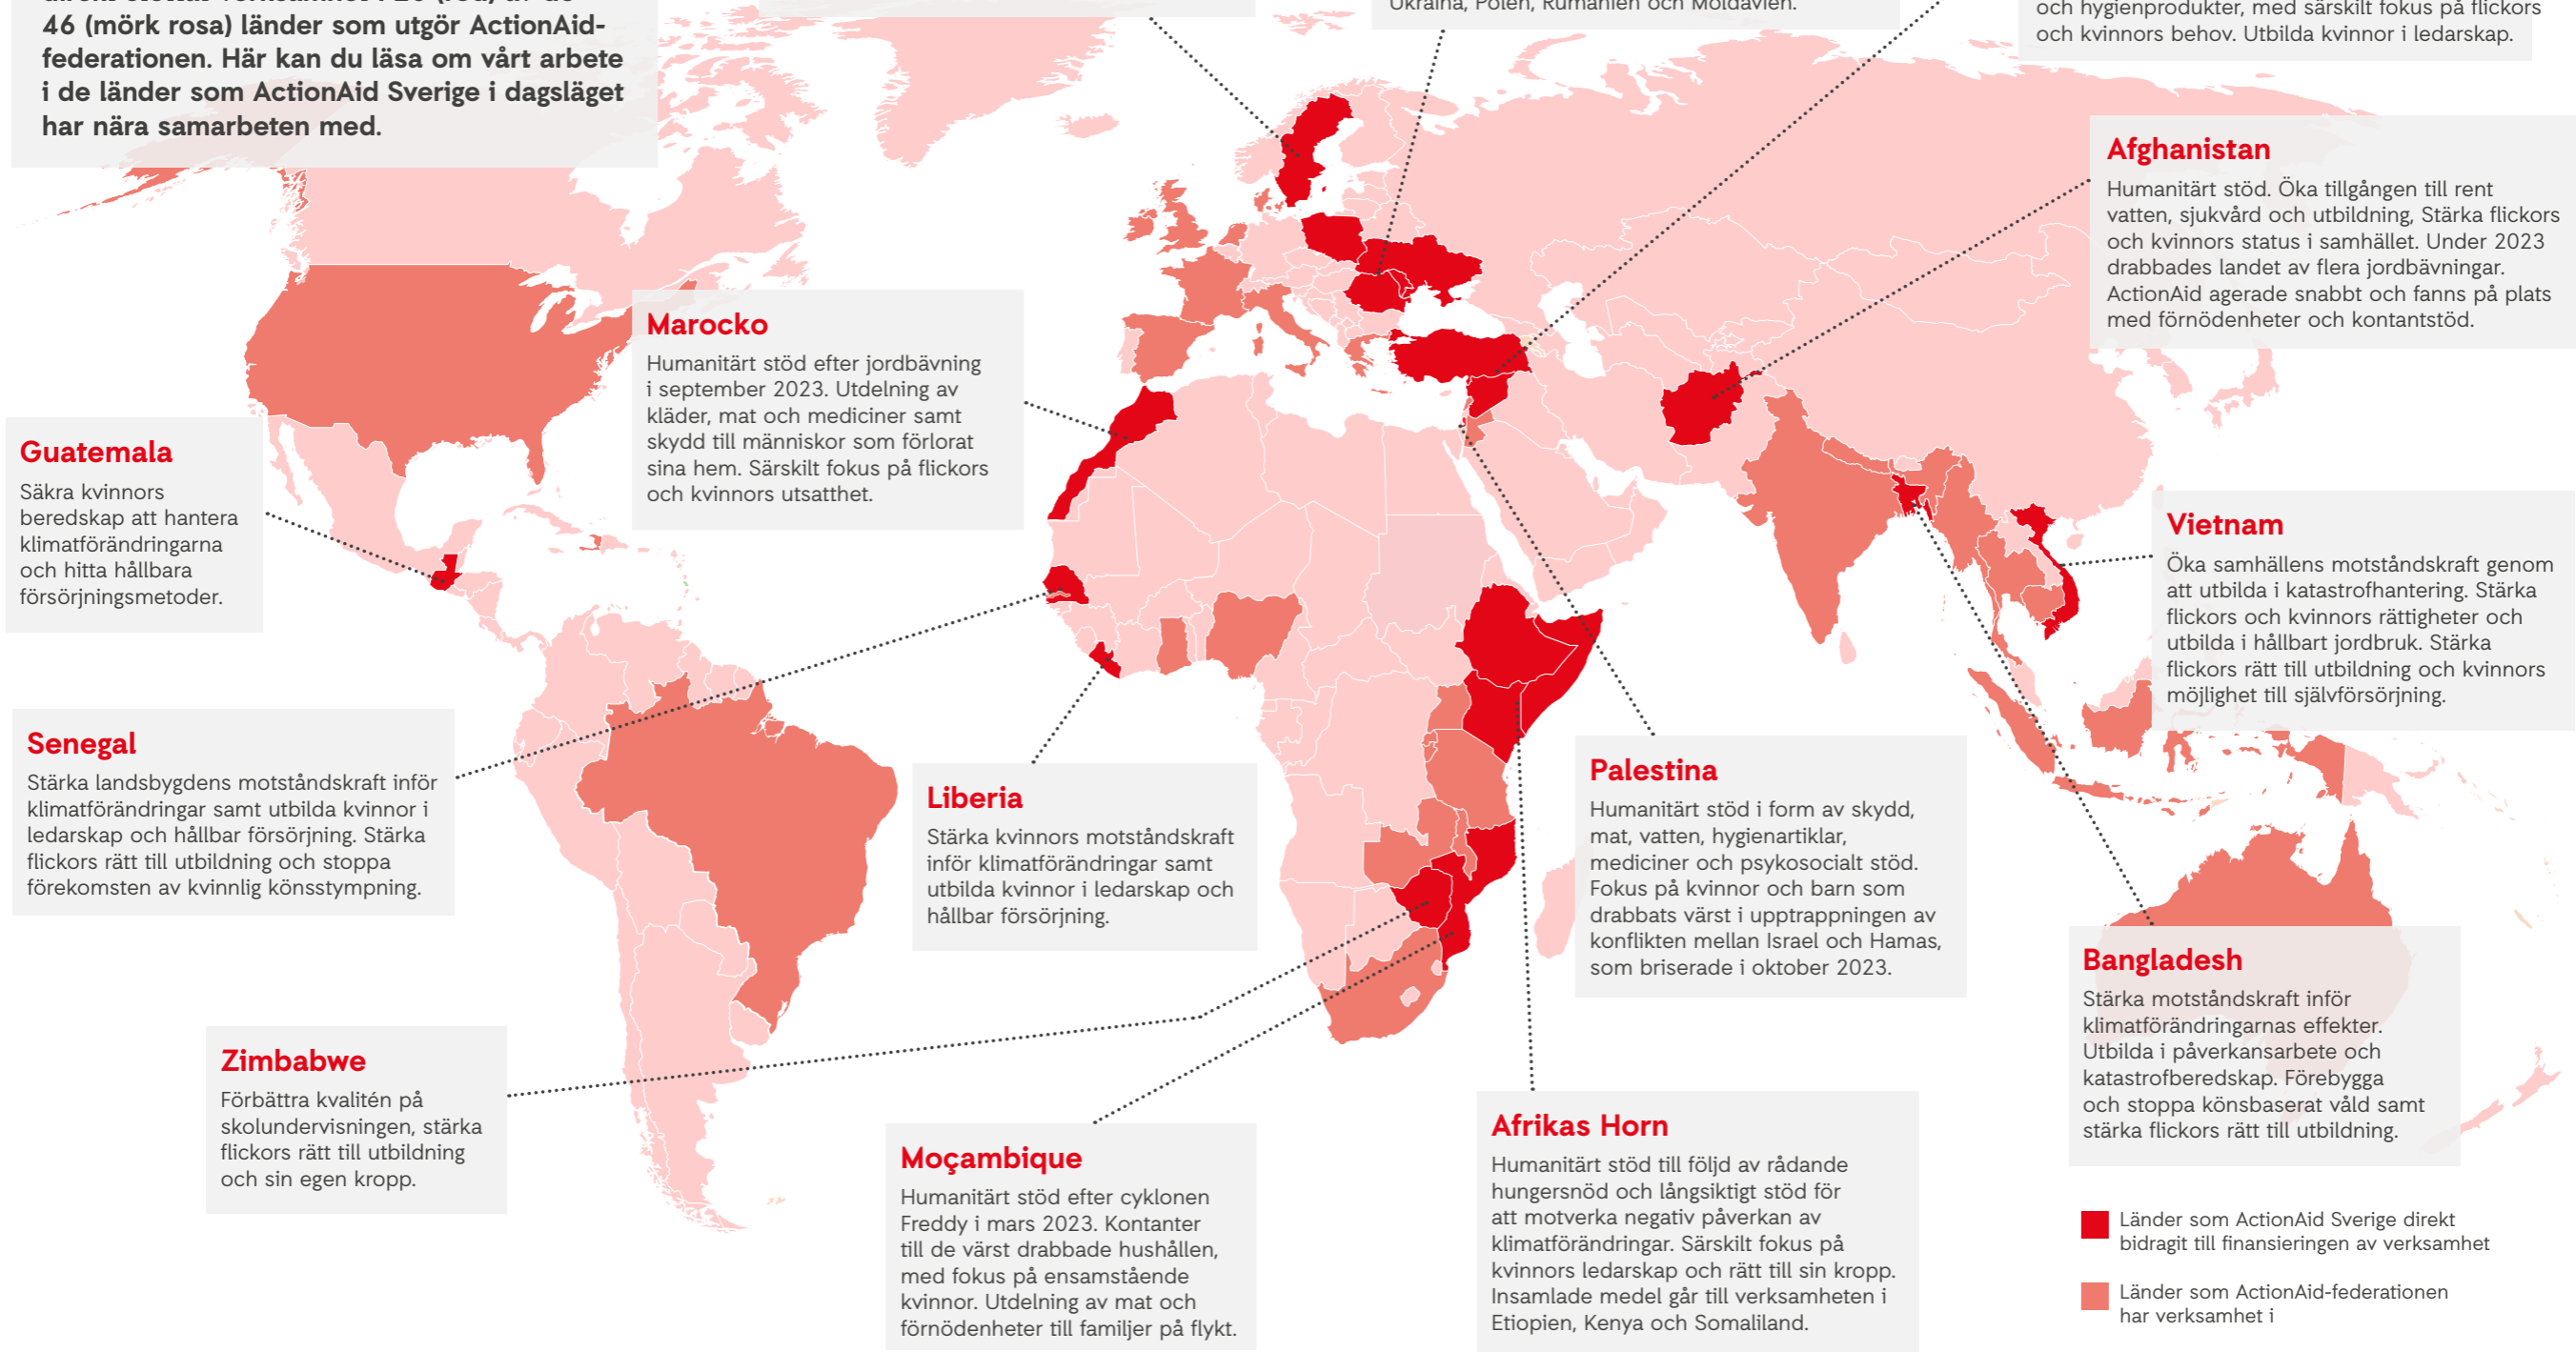 46 (mörk rosa) länder som utgör ActionAid-
federationen. Här kan du läsa om vårt arbete
i de länder som ActionAid Sverige i dagsläget
har nära samarbeten med.
Ukraina, Polen, Rumänien och Moldavien.
och hygienprodukter, med särskilt fokus på flickors
och kvinnors behov. Utbilda kvinnor i ledarskap.
Afghanistan
Humanitärt stöd. Öka tillgången till rent
vatten, sjukvård och utbildning, Stärka flickors
och kvinnors status i samhället. Under 2023
drabbades landet av flera jordbävningar.
ActionAid agerade snabbt och fanns på plats
med förnödenheter och kontantstöd.
Marocko
Humanitärt stöd efter jordbävning
i september 2023. Utdelning av
kläder, mat och mediciner samt
skydd till människor som förlorat
sina hem. Särskilt fokus på flickors
och kvinnors utsatthet.
Guatemala
Säkra kvinnors
beredskap att hantera
klimatförändringarna
och hitta hållbara
försörjningsmetoder.
Vietnam
Öka samhällens motståndskraft genom
att utbilda i katastrofhantering. Stärka
flickors och kvinnors rättigheter och
utbilda i hållbart jordbruk. Stärka
flickors rätt till utbildning och kvinnors
möjlighet till självförsörjning.
Senegal
Stärka landsbygdens motståndskraft inför
klimatförändringar samt utbilda kvinnor i
ledarskap och hållbar försörjning. Stärka
flickors rätt till utbildning och stoppa
förekomsten av kvinnlig könsstympning.
Liberia
Stärka kvinnors motståndskraft
inför klimatförändringar samt
utbilda kvinnor i ledarskap och
hållbar försörjning.
Palestina
Humanitärt stöd i form av skydd,
mat, vatten, hygienartiklar,
mediciner och psykosocialt stöd.
Fokus på kvinnor och barn som
drabbats värst i upptrappningen av
konflikten mellan Israel och Hamas,
som briserade i oktober 2023.
Bangladesh
Stärka motståndskraft inför
klimatförändringarnas effekter.
Utbilda i påverkansarbete och
katastrofberedskap. Förebygga
och stoppa könsbaserat våld samt
stärka flickors rätt till utbildning.
Zimbabwe
Förbättra kvalitén på
skolundervisningen, stärka
flickors rätt till utbildning
och sin egen kropp.
Moçambique
Humanitärt stöd efter cyklonen
Freddy i mars 2023. Kontanter
till de värst drabbade hushållen,
med fokus på ensamstående
kvinnor. Utdelning av mat och
förnödenheter till familjer på flykt.
Afrikas Horn
Humanitärt stöd till följd av rådande
hungersnöd och långsiktigt stöd för
att motverka negativ påverkan av
klimatförändringar. Särskilt fokus på
kvinnors ledarskap och rätt till sin kropp.
Insamlade medel går till verksamheten i
Etiopien, Kenya och Somaliland.
Länder som ActionAid Sverige direkt
bidragit till finansieringen av verksamhet
Länder som ActionAid-federationen
har verksamhet i